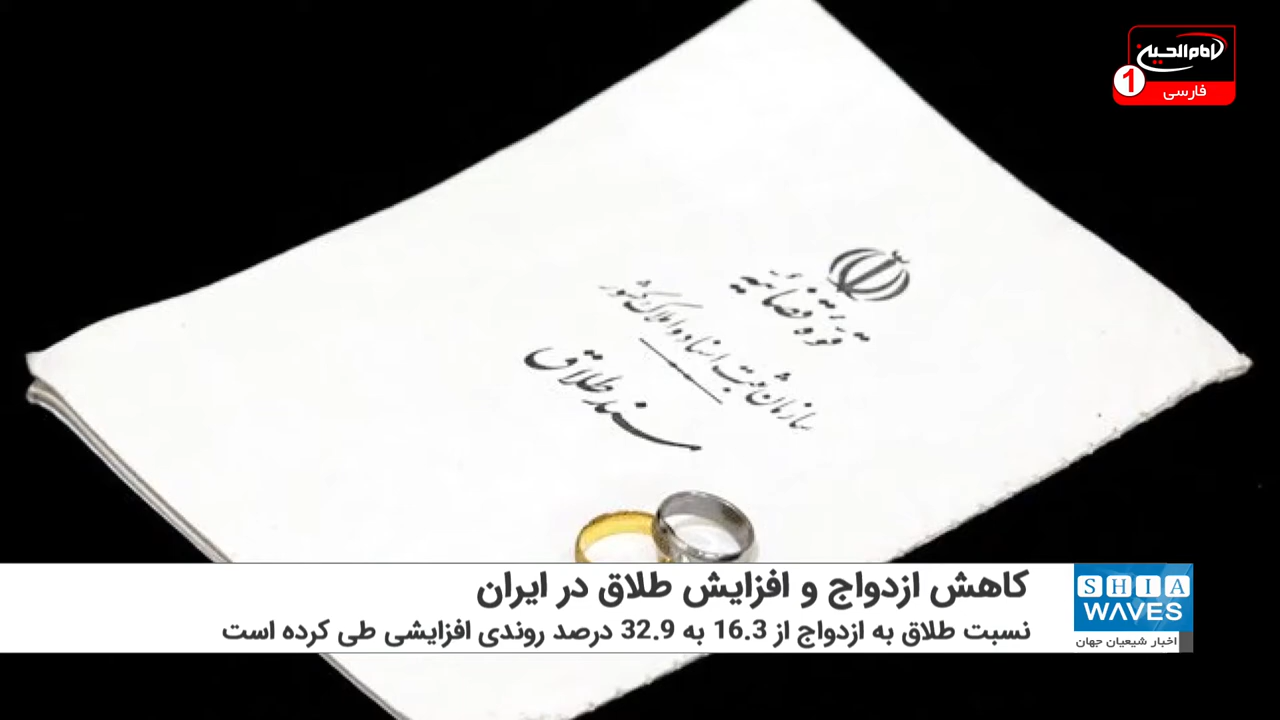 امام الحسین
1
فارسی
قوه قضائیه
سازمان ثبت اسناد و املاک کشور
سند طلاق
کاهش ازدواج و افزایش طلاق در ایران
نسبت طلاق به ازدواج از 16.3 به 32.9 درصد روندی افزایشی طی کرده است
SHIA
WAVES
اخبار شیعیان جهان